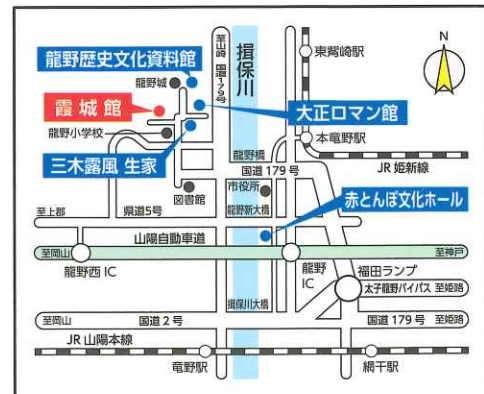 至山崎
国道179号
揖保川
東觜崎駅
N
龍野歴史文化資料館
龍野城
霞城館
大正ロマン館
龍野小学校
本竜野駅
三木露風 生家
龍野橋
JR 姫新線
国道 179 号
図書館
市役所
赤とんぼ文化ホール
至上郡
県道5号
龍野新大橋
山陽自動車道
至岡山
至神戸
龍野西 IC
龍野
IC
福田ランプ
太子龍野バイパス
至姫路
揖保川大橋
至岡山
国道 2 号
国道 179 号
至姫路
JR 山陽本線
竜野駅
網干駅